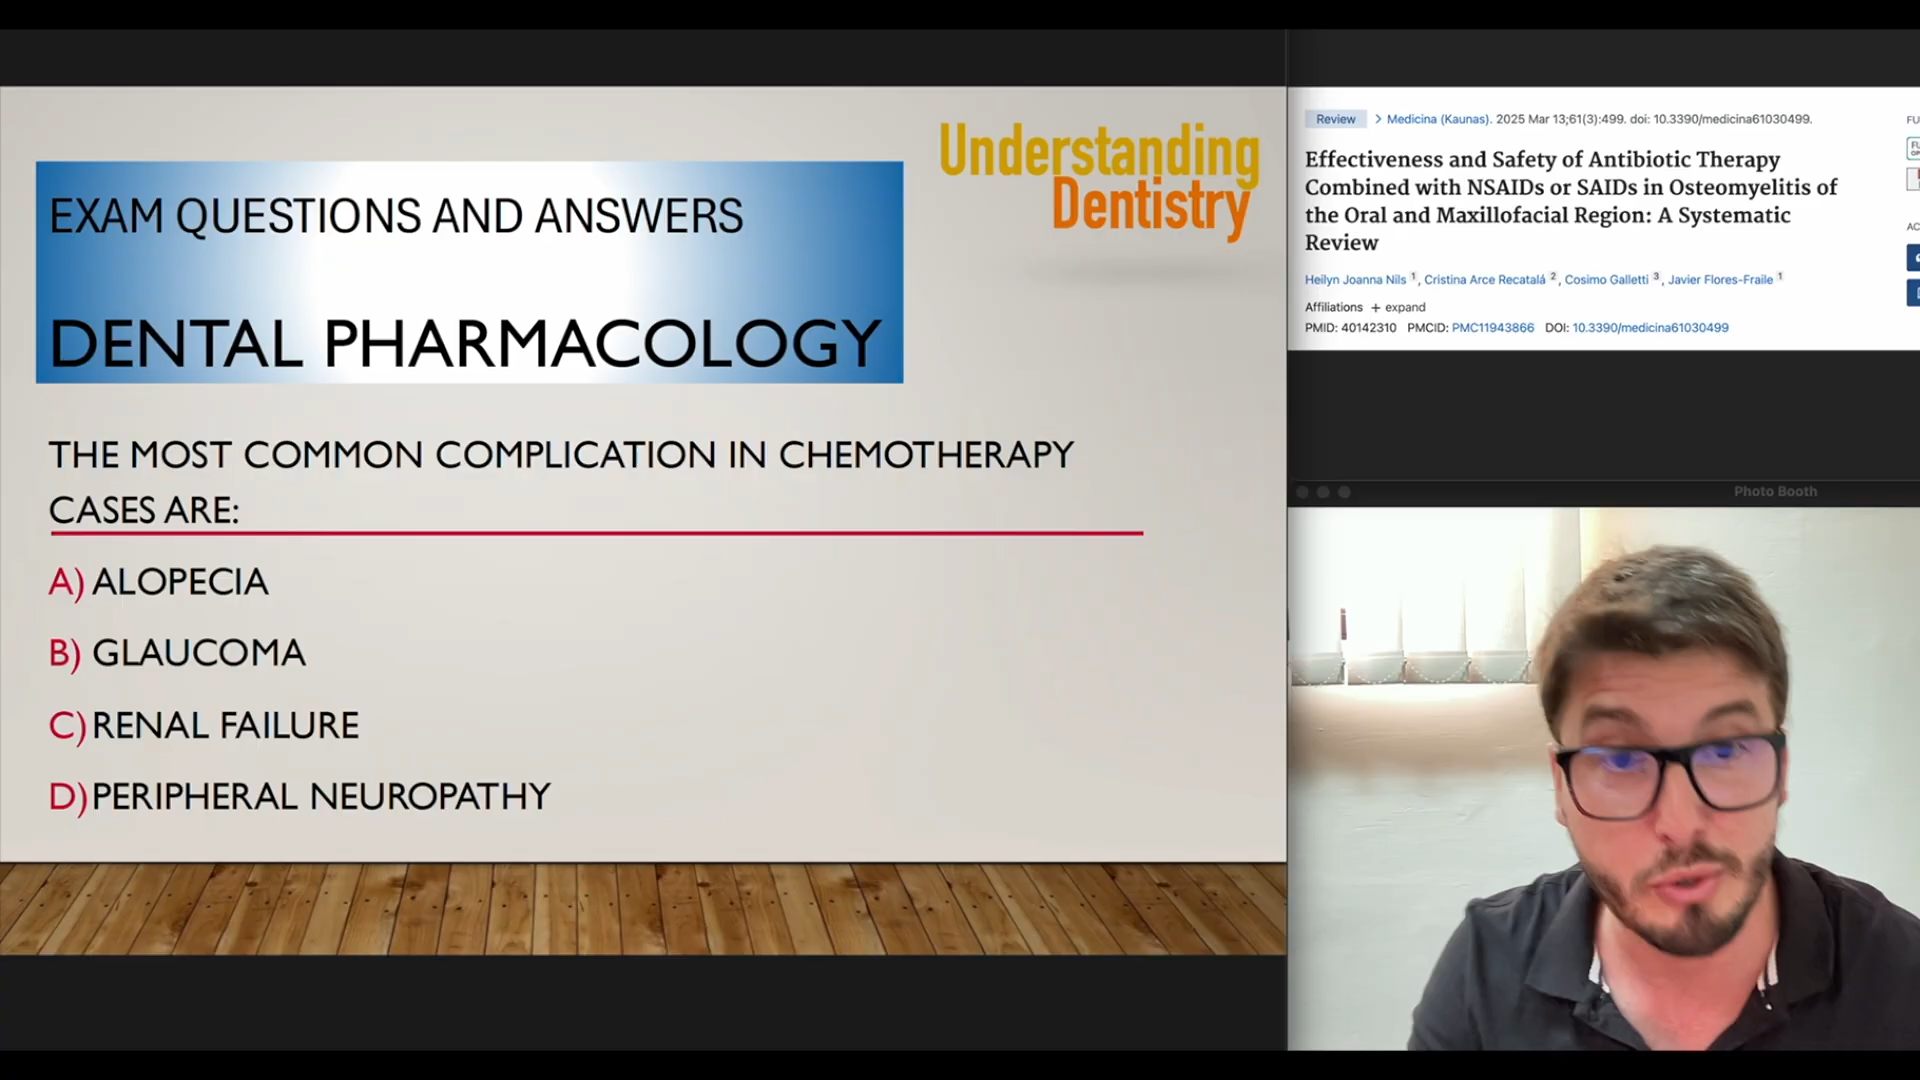 Understanding
Dentistry
EXAM QUESTIONS AND ANSWERS
DENTAL PHARMACOLOGY
THE MOST COMMON COMPLICATION IN CHEMOTHERAPY
CASES ARE:
A) ALOPECIA
B) GLAUCOMA
C) RENAL FAILURE
D) PERIPHERAL NEUROPATHY
Review > Medicina (Kaunas). 2025 Mar 13;61(3):499. doi: 10.3390/medicina61030499.
Effectiveness and Safety of Antibiotic Therapy
Combined with NSAIDs or SAIDs in Osteomyelitis of
the Oral and Maxillofacial Region: A Systematic
Review
Heilyn Joanna Nils 1, Cristina Arce Recatalá 2, Cosimo Galletti 3, Javier Flores-Fraile 1
Affiliations + expand
PMID: 40142310 PMCID: PMC11943866 DOI: 10.3390/medicina61030499
FU
AC
Photo Booth